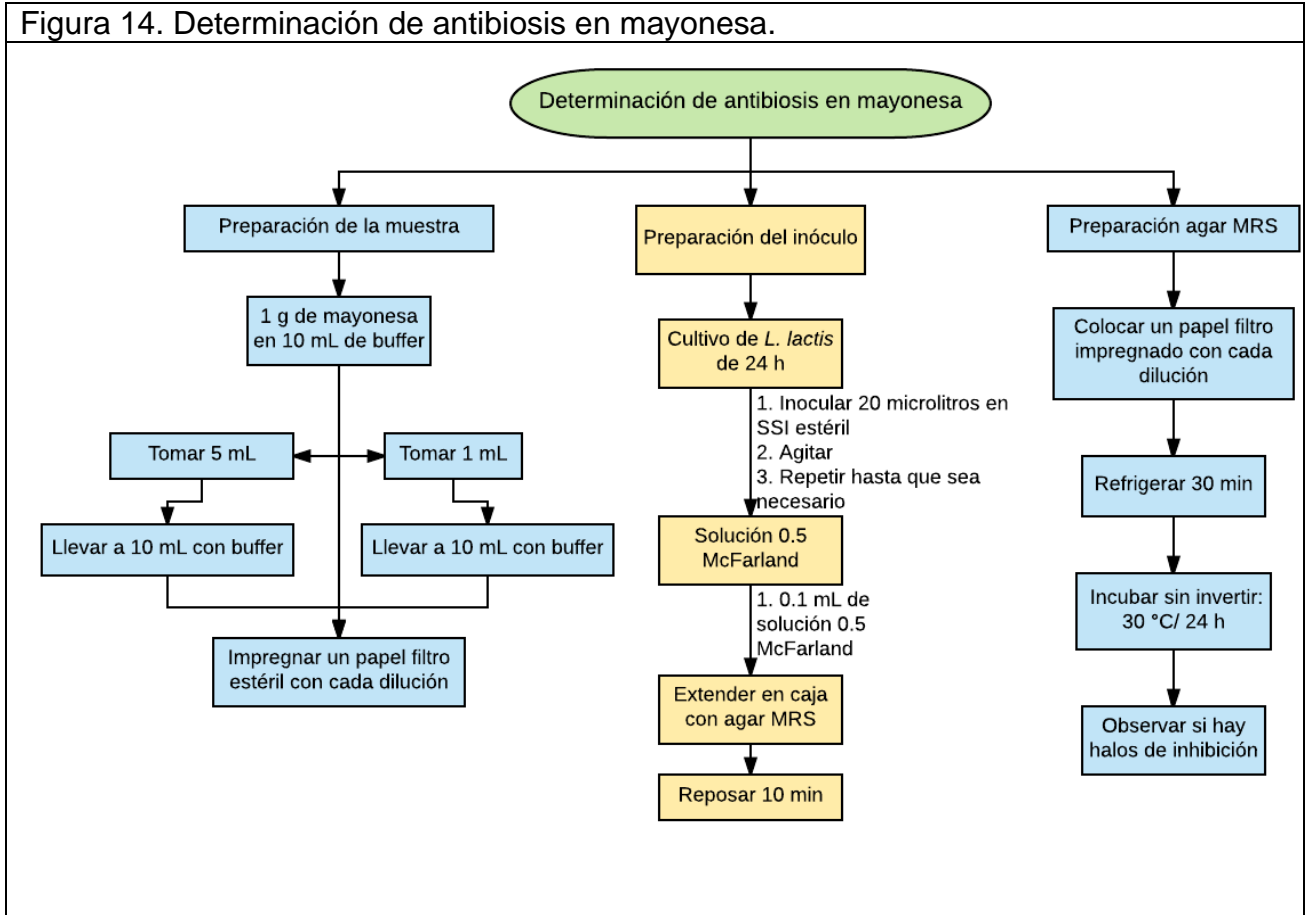 Figura 14. Determinación de antibiosis en mayonesa.
Determinación de antibiosis en mayonesa
Preparación de la muestra
1 g de mayonesa
en 10 mL de buffer
Tomar 5 mL
Tomar 1 mL
Llevar a 10 mL con buffer
Llevar a 10 mL con buffer
Impregnar un papel filtro
estéril con cada dilución
Preparación del inóculo
Cultivo de L. lactis
de 24 h
1. Inocular 20 microlitros en
SSI estéril
2. Agitar
3. Repetir hasta que sea
necesario
Solución 0.5
McFarland
1. 0.1 mL de
solución 0.5
McFarland
Extender en caja
con agar MRS
Reposar 10 min
Preparación agar MRS
Colocar un papel filtro
impregnado con cada
dilución
Refrigerar 30 min
Incubar sin invertir:
30 °C/ 24 h
Observar si hay
halos de inhibición